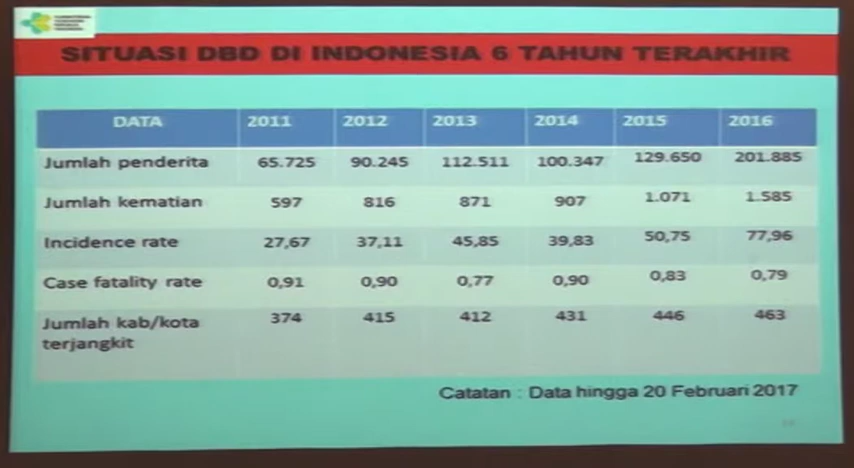 SITUASI DBD DI INDONESIA 6 TAHUN TERAKHIR
DATA 2011 2012 2013 2014 2015 2016
Jumlah penderita 65.725 90.245 112.511 100.347 129.650 201.885
Jumlah kematian 597 816 871 907 1.071 1.585
Incidence rate 27,67 37,11 45,85 39,83 50,75 77,96
Case fatality rate 0,91 0,90 0,77 0,90 0,83 0,79
Jumlah kab/kota 374 415 412 431 446 463
terjangkit
Catatan : Data hingga 20 Februari 2017